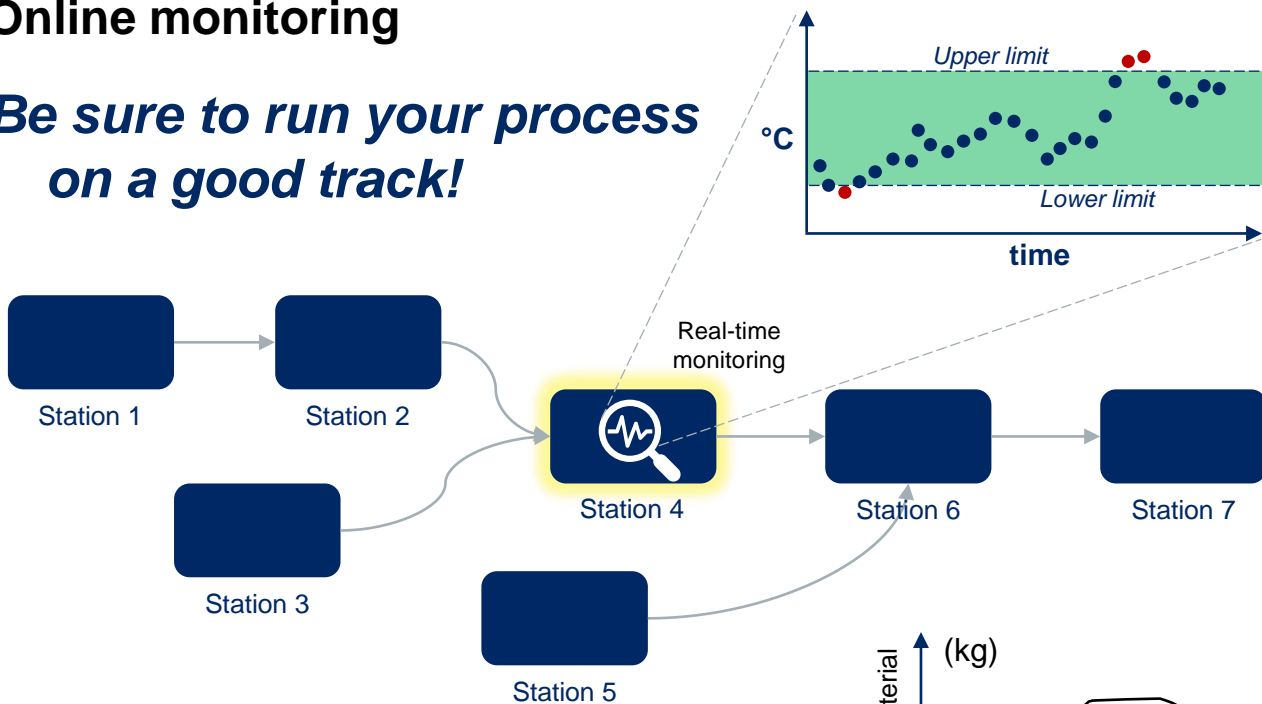 Online monitoring
Be sure to run your process
on a good track!
Upper limit
°C
Lower limit
time
Real-time
monitoring
Station 1
Station 2
Station 4
Station 6
Station 7
Station 3
Station 5
(kg)